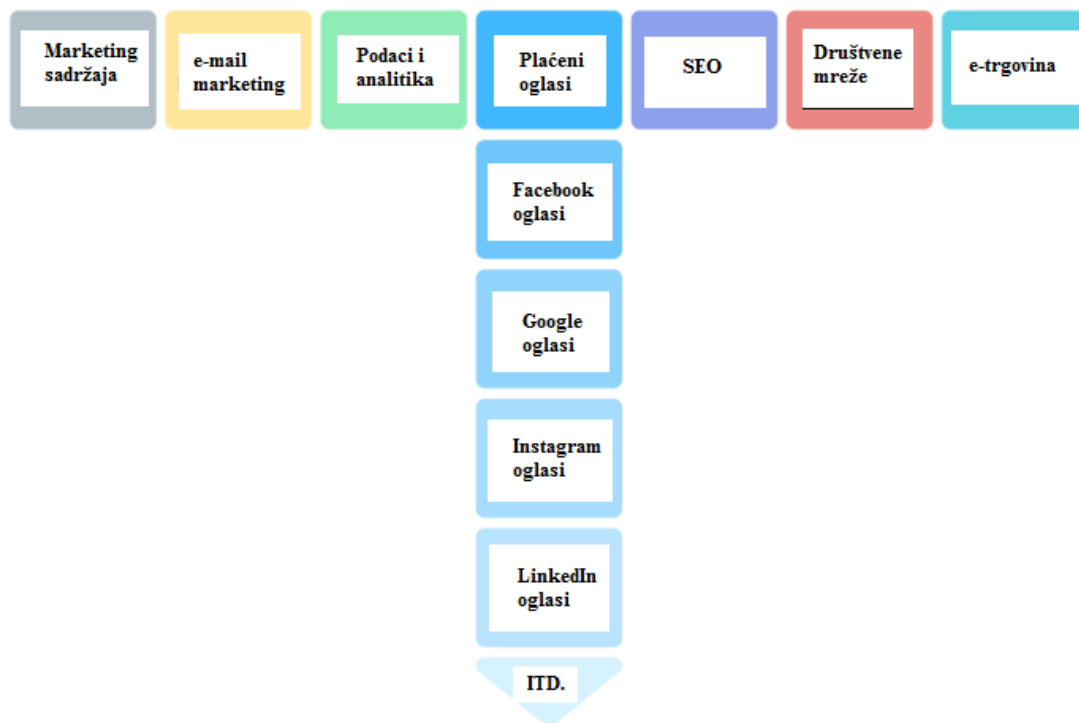 Marketing
sadržaja
e-mail
marketing
Podaci i
analitika
Plaćeni
oglasi
SEO
Društvene
mreže
e-trgovina
Facebook
oglasi
Google
oglasi
Instagram
oglasi
LinkedIn
oglasi
ITD.